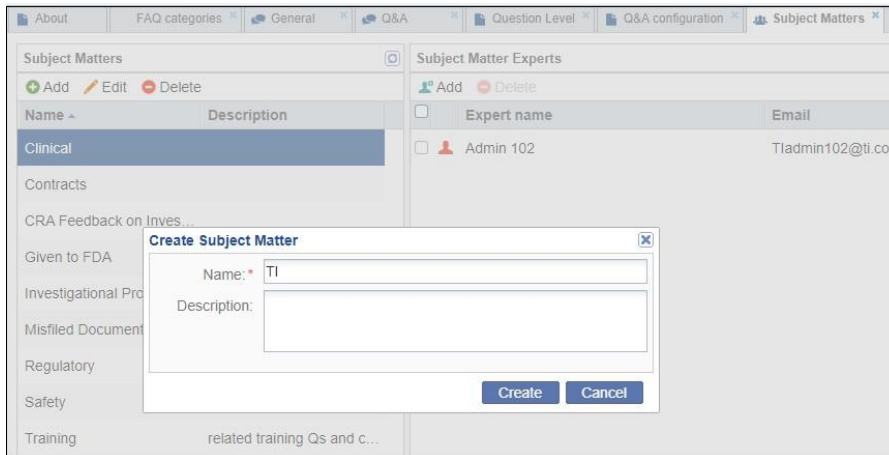 About FAQ categories General Q&A Question Level Q&A configuration Subject Matters
Subject Matters Subject Matter Experts
Add Edit Delete Add Delete
Name Description Expert name Email
Clinical Admin 102 TIadmin102@ti.co
Contracts
CRA Feedback on Inves...
Create Subject Matter
Given to FDA
Name:* TI
Investigational Pro
Description:
Misfiled Document
Regulatory
Create Cancel
Safety
Training related training Qs and c...